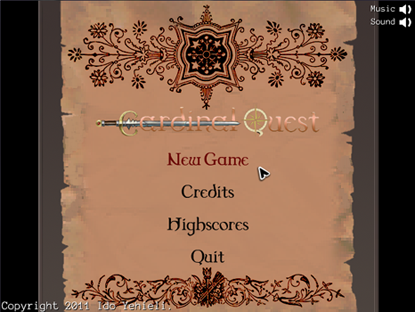 Music
Sound
Cardinal Quest
New Game
Credits
Highscores
Quit
Copyright 2011 Ido Yehieli.